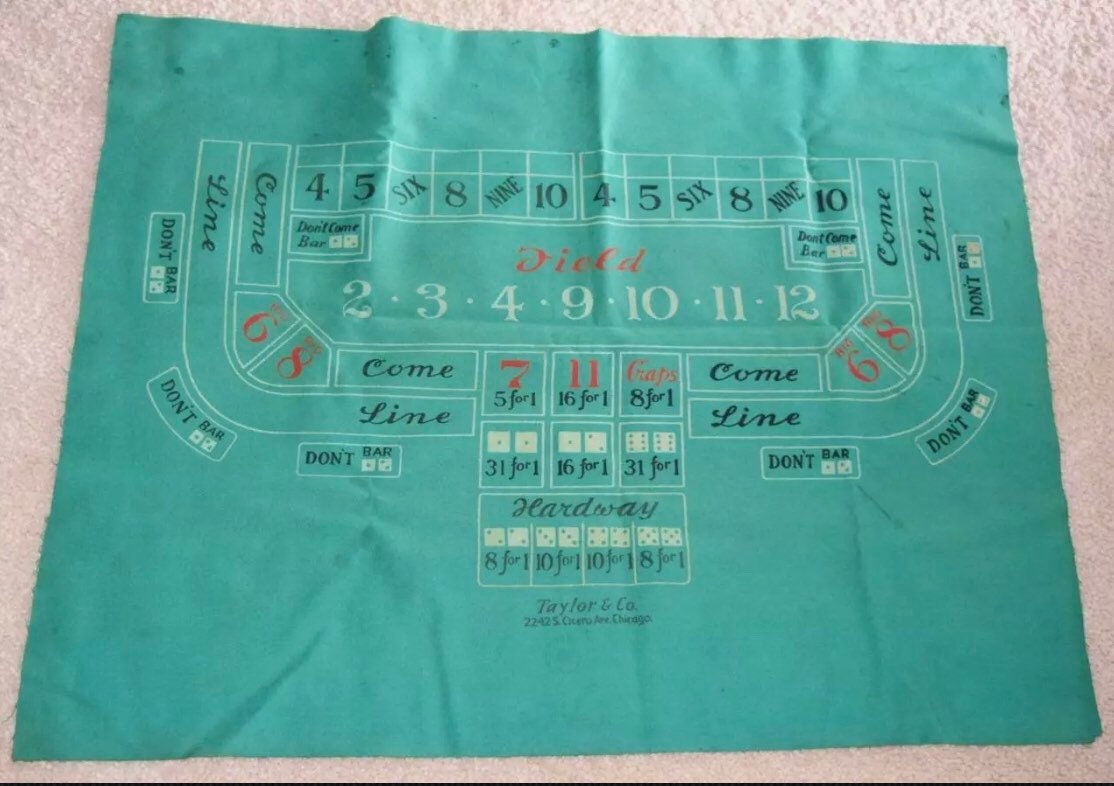 4 5 SIX 8 NINE 10 4 5 SIX 8 NINE 10
Line Come Come Line
Don't Come
Bar
Don't Come
Bar
DON'T BAR
DON'T BAR
Field
2 · 3 · 4 · 9 · 10 · 11 · 12
BIG 6
BIG 8
BIG 6
BIG 8
Come 7 11 Craps Come
5 for 1 16 for 1 8 for 1
Line Line
DON'T BAR
DON'T BAR
DON'T BAR
DON'T BAR
31 for 1 16 for 1 31 for 1
Hardway
8 for 1 10 for 1 10 for 1 8 for 1
Taylor & Co.
2242 S. Cicero Ave. Chicago.